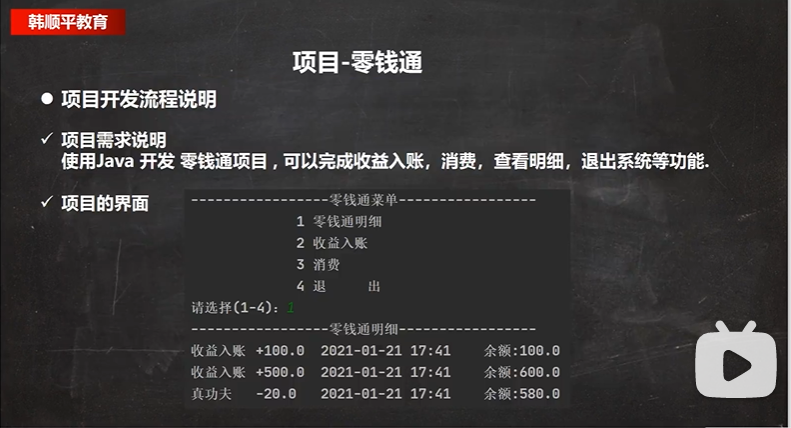 韩顺平教育
项目-零钱通
● 项目开发流程说明
✓ 项目需求说明
使用Java 开发 零钱通项目 , 可以完成收益入账，消费，查看明细，退出系统等功能.
✓ 项目的界面
-----------------零钱通菜单-----------------
1 零钱通明细
2 收益入账
3 消费
4 退      出
请选择(1-4): 1
-----------------零钱通明细-----------------
收益入账 +100.0  2021-01-21 17:41    余额:100.0
收益入账 +500.0  2021-01-21 17:41    余额:600.0
真功夫   -20.0   2021-01-21 17:41    余额:580.0